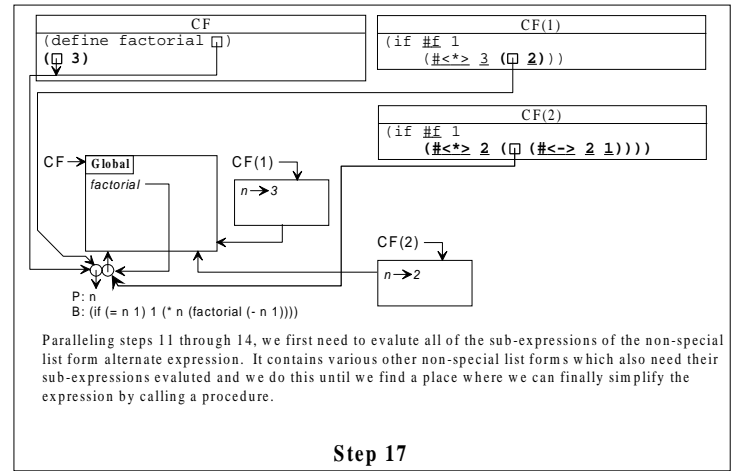 CF
(define factorial □)
(□ 3)
CF(1)
(if #f 1
(#<*> 3 (□ 2)))
CF(2)
(if #f 1
(#<*> 2 (□ (#<-> 2 1))))
CF
Global
factorial
CF(1)
n→3
CF(2)
n→2
P: n
B: (if (= n 1) 1 (* n (factorial (- n 1))))
Paralleling steps 11 through 14, we first need to evalute all of the sub-expressions of the non-special
list form alternate expression. It contains various other non-special list forms which also need their
sub-expressions evaluted and we do this until we find a place where we can finally simplify the
expression by calling a procedure.
Step 17